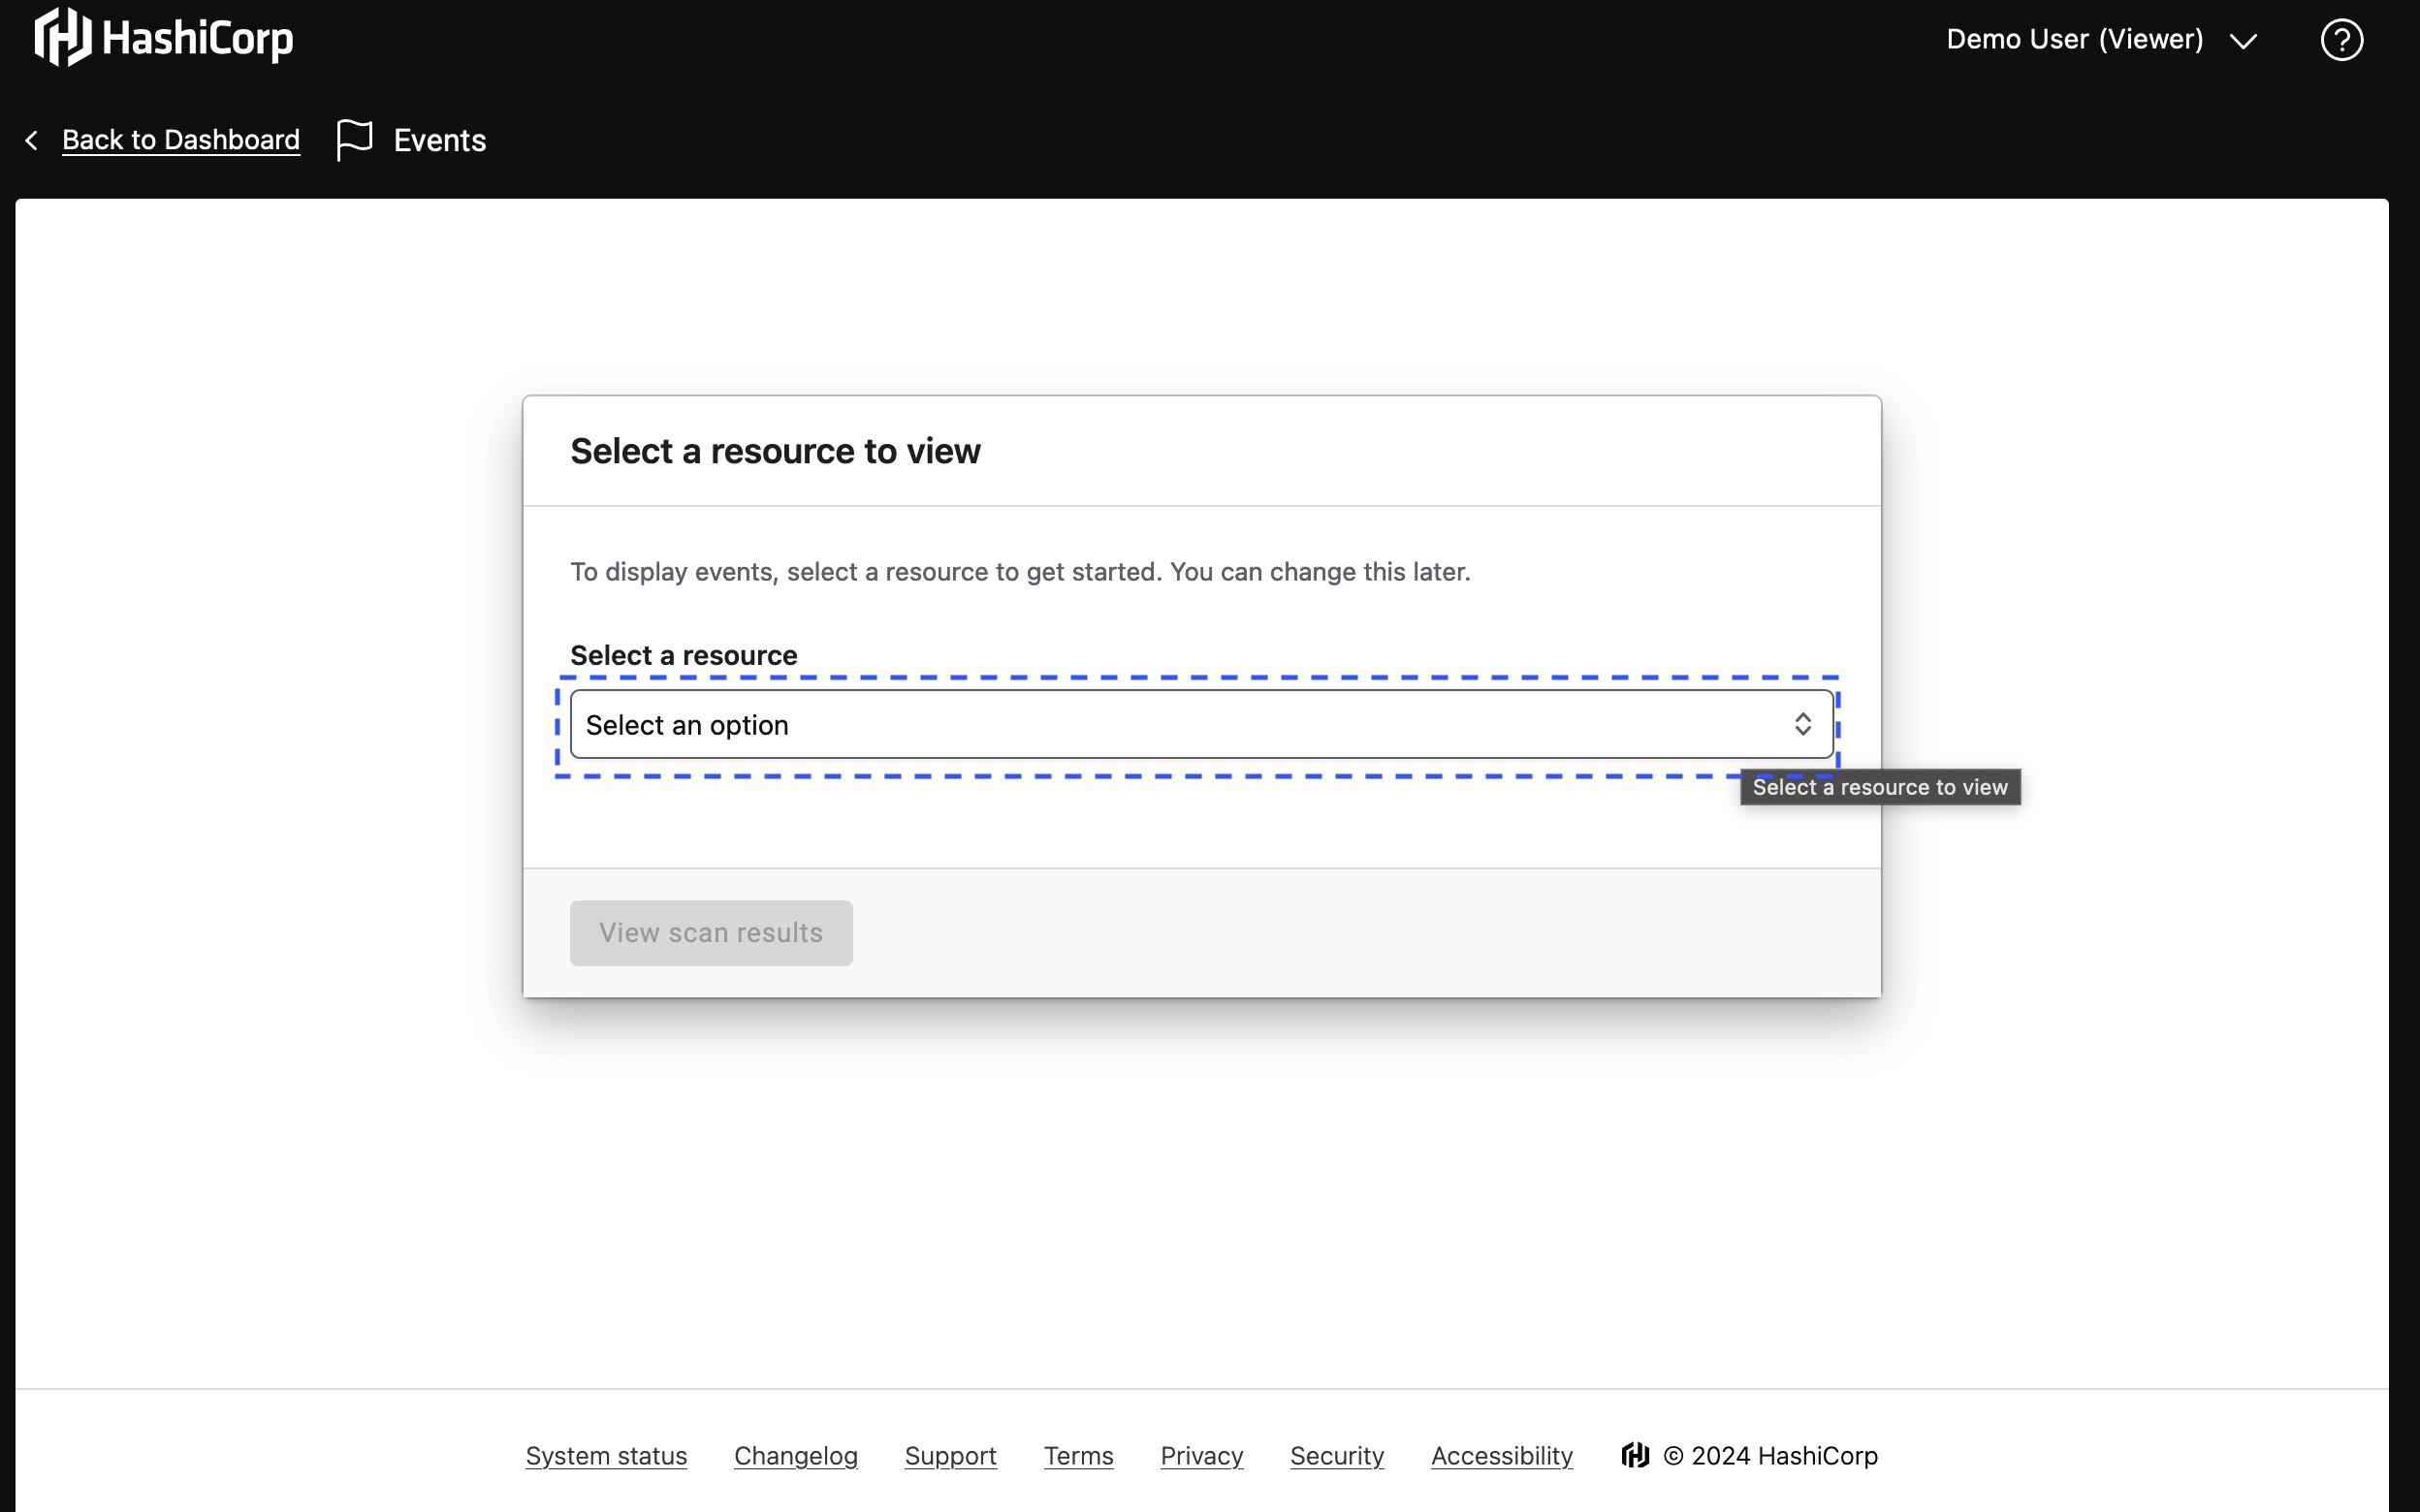 HashiCorp
Demo User (Viewer)
?
Back to Dashboard
Events
Select a resource to view
To display events, select a resource to get started. You can change this later.
Select a resource
Select an option
Select a resource to view
View scan results
System status Changelog Support Terms Privacy Security Accessibility © 2024 HashiCorp